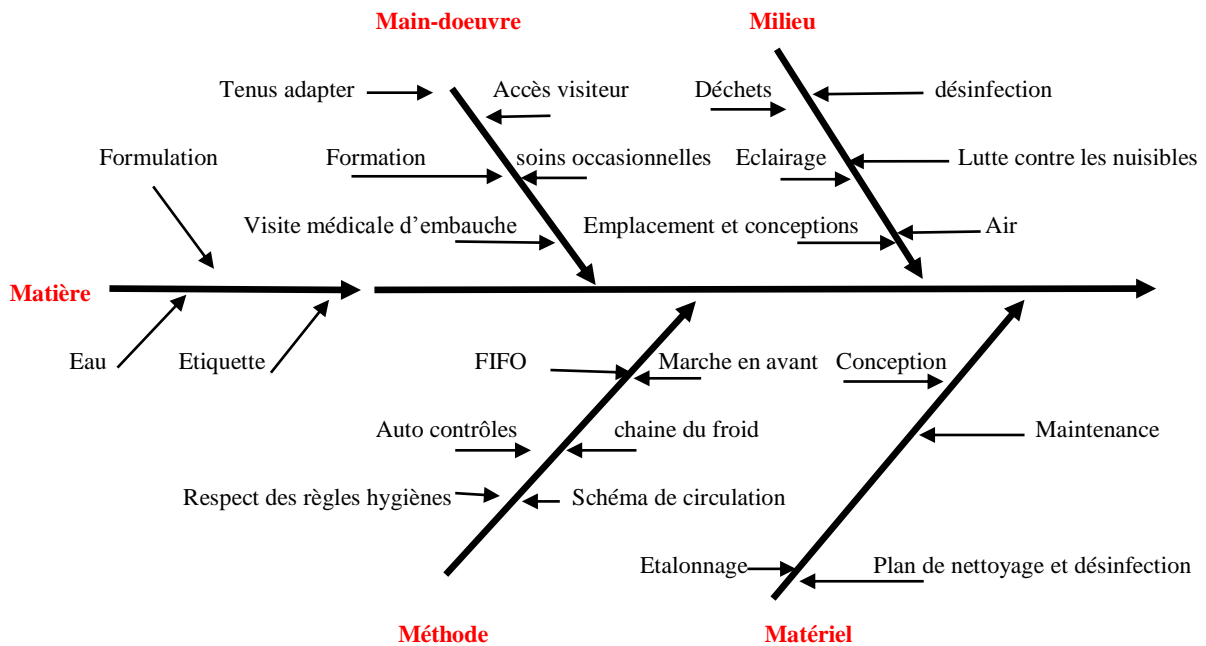 Main-doeuvre
Milieu
Tenus adapter
Accès visiteur
Déchets
désinfection
Formulation
Formation
soins occasionnelles
Eclairage
Lutte contre les nuisibles
Visite médicale d’embauche
Emplacement et conceptions
Air
Matière
Eau
Etiquette
FIFO
Marche en avant
Conception
Auto contrôles
chaine du froid
Maintenance
Respect des règles hygiènes
Schéma de circulation
Etalonnage
Plan de nettoyage et désinfection
Méthode
Matériel